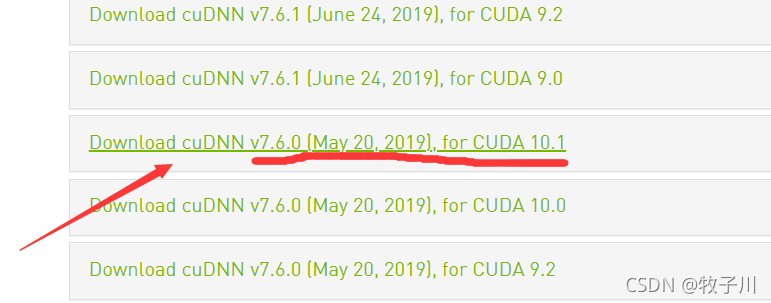 Download cuDNN v7.6.1 (June 24, 2019), for CUDA 9.2
Download cuDNN v7.6.1 (June 24, 2019), for CUDA 9.0
Download cuDNN v7.6.0 (May 20, 2019), for CUDA 10.1
Download cuDNN v7.6.0 (May 20, 2019), for CUDA 10.0
Download cuDNN v7.6.0 (May 20, 2019), for CUDA 9.2
CSDN @牧子川